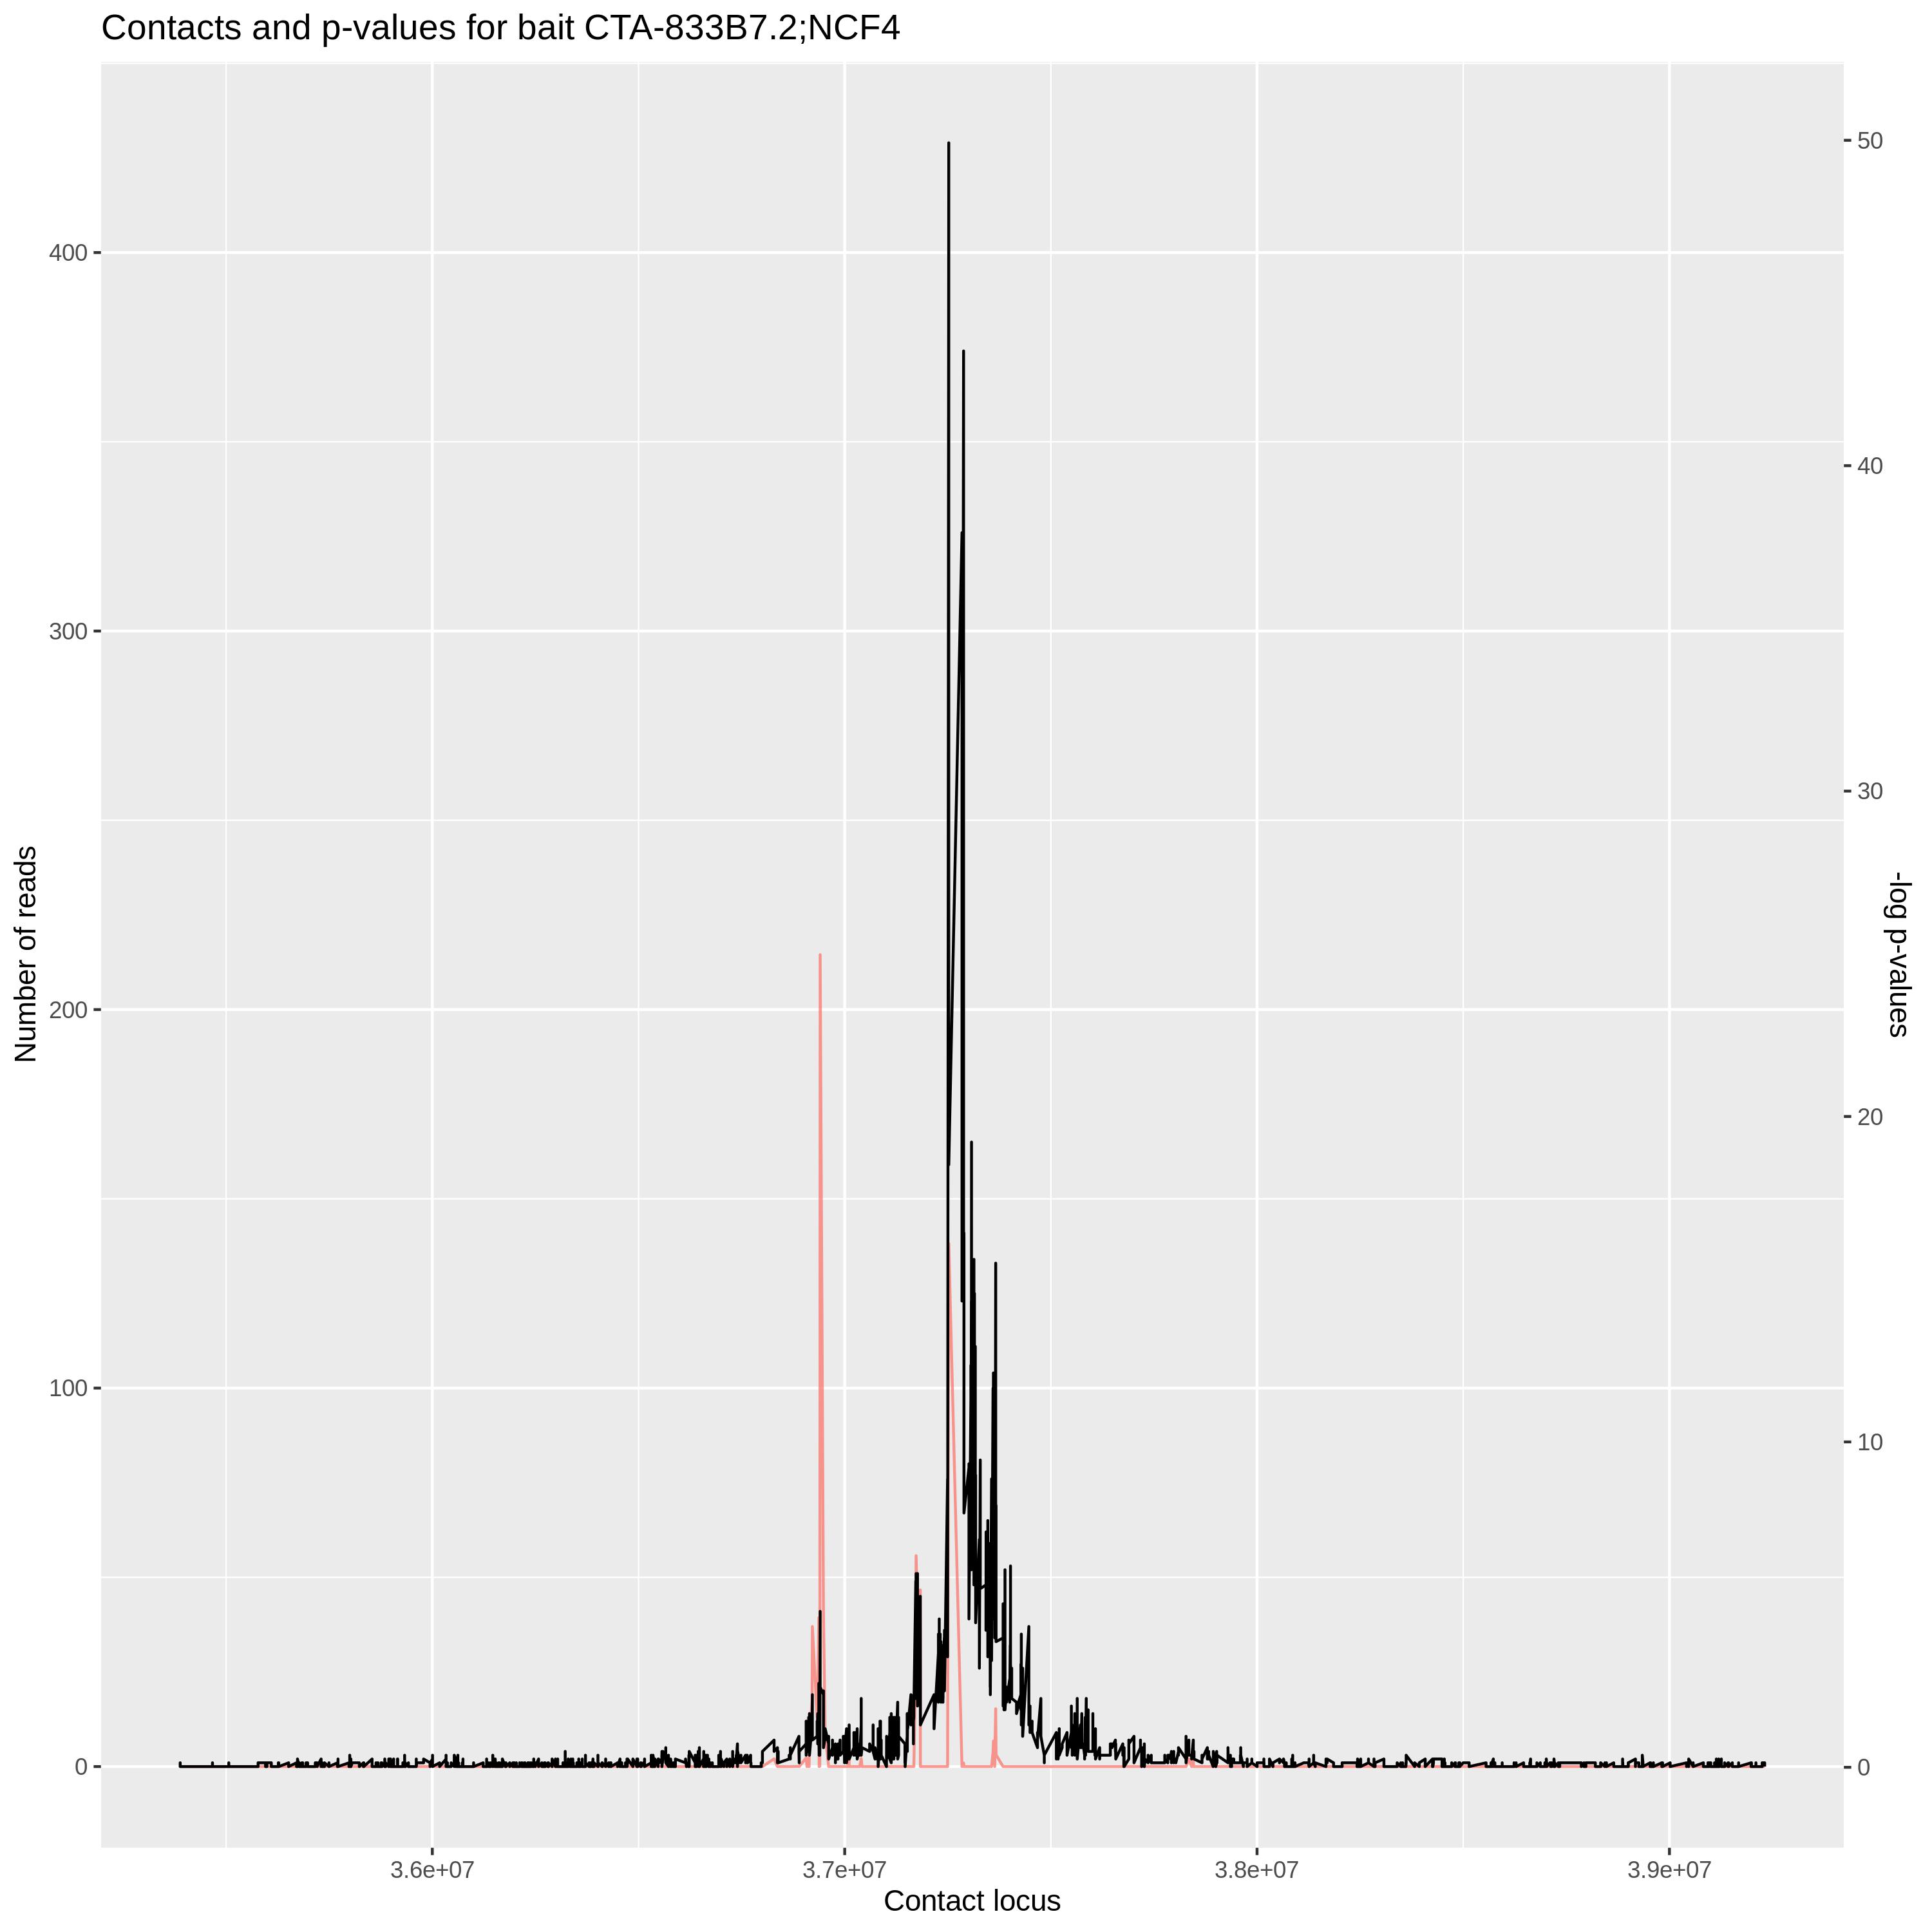 Contacts and p-values for bait CTA-833B7.2;NCF4
Number of reads
400
300
200
100
0
50
40
30
20
10
0
-log p-values
3.6e+07 3.7e+07 3.8e+07 3.9e+07
Contact locus